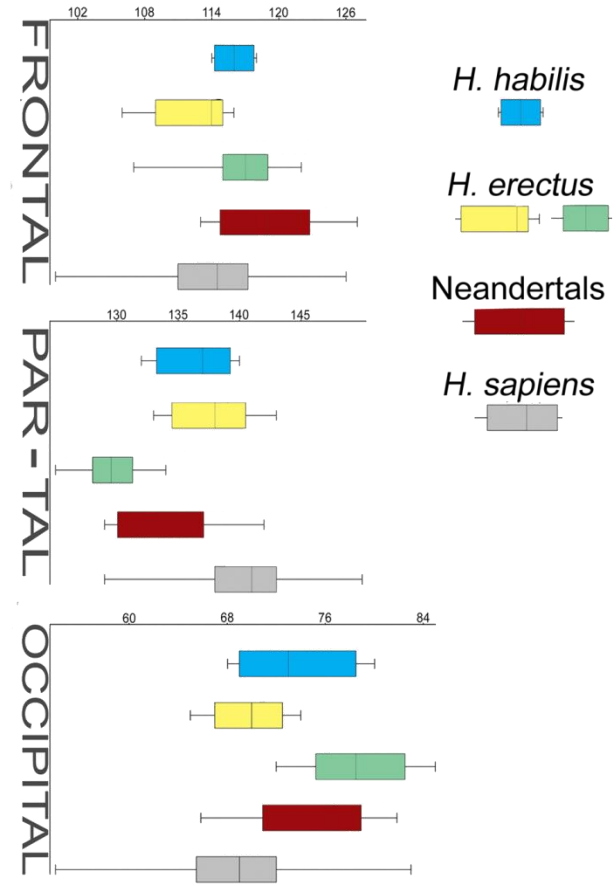 102 108 114 120 126
FRONTAL
130 135 140 145
PAR-TAL
60 68 76 84
OCCIPITAL
H. habilis
H. erectus
Neandertals
H. sapiens